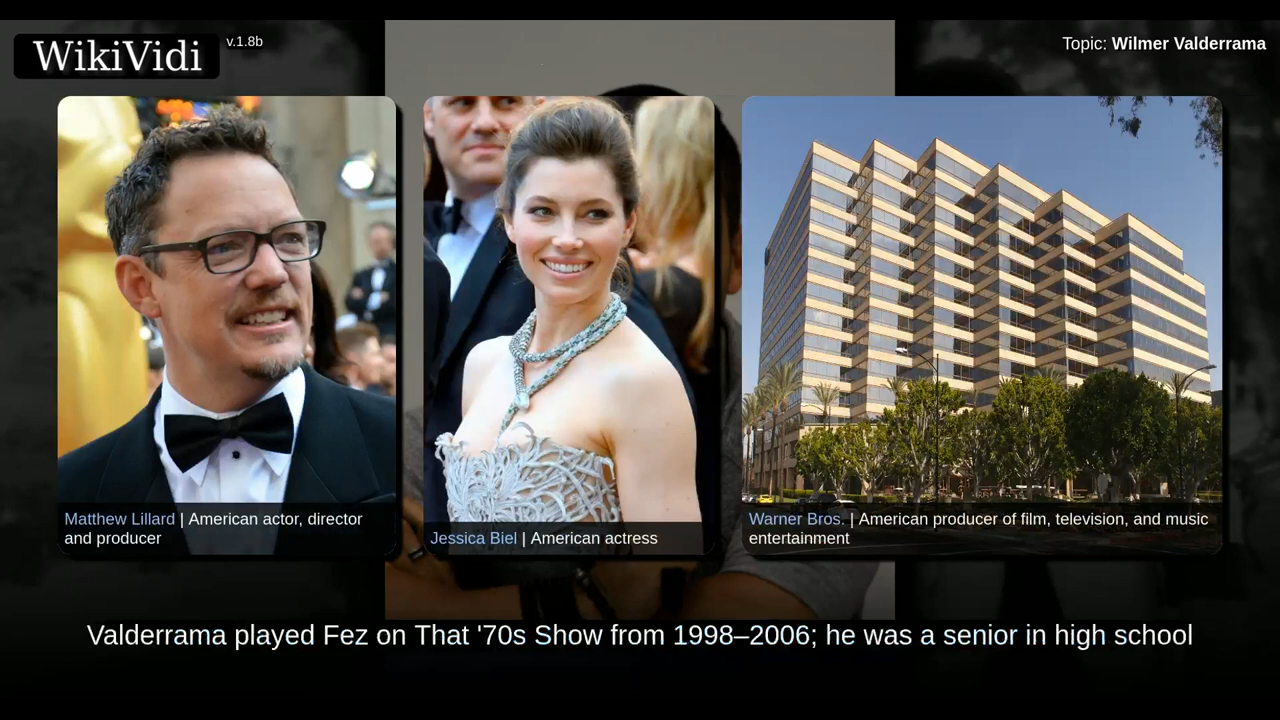 WikiVidi
v.1.8b
Topic: Wilmer Valderrama
Matthew Lillard | American actor, director
and producer
Jessica Biel | American actress
Warner Bros. | American producer of film, television, and music
entertainment
Valderrama played Fez on That '70s Show from 1998–2006; he was a senior in high school